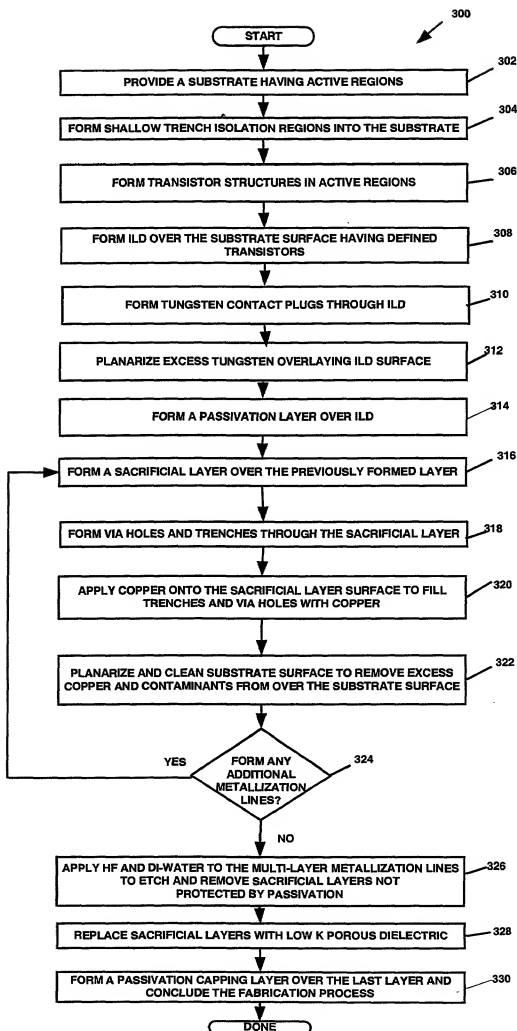 300
START
302
PROVIDE A SUBSTRATE HAVING ACTIVE REGIONS
304
FORM SHALLOW TRENCH ISOLATION REGIONS INTO THE SUBSTRATE
306
FORM TRANSISTOR STRUCTURES IN ACTIVE REGIONS
308
FORM ILD OVER THE SUBSTRATE SURFACE HAVING DEFINED
TRANSISTORS
310
FORM TUNGSTEN CONTACT PLUGS THROUGH ILD
312
PLANARIZE EXCESS TUNGSTEN OVERLAYING ILD SURFACE
314
FORM A PASSIVATION LAYER OVER ILD
316
FORM A SACRIFICIAL LAYER OVER THE PREVIOUSLY FORMED LAYER
318
FORM VIA HOLES AND TRENCHES THROUGH THE SACRIFICIAL LAYER
320
APPLY COPPER ONTO THE SACRIFICIAL LAYER SURFACE TO FILL
TRENCHES AND VIA HOLES WITH COPPER
322
PLANARIZE AND CLEAN SUBSTRATE SURFACE TO REMOVE EXCESS
COPPER AND CONTAMINANTS FROM OVER THE SUBSTRATE SURFACE
324
YES
FORM ANY
ADDITIONAL
METALLIZATION
LINES?
NO
326
APPLY HF AND DI-WATER TO THE MULTI-LAYER METALLIZATION LINES
TO ETCH AND REMOVE SACRIFICIAL LAYERS NOT
PROTECTED BY PASSIVATION
328
REPLACE SACRIFICIAL LAYERS WITH LOW K POROUS DIELECTRIC
330
FORM A PASSIVATION CAPPING LAYER OVER THE LAST LAYER AND
CONCLUDE THE FABRICATION PROCESS
DONE